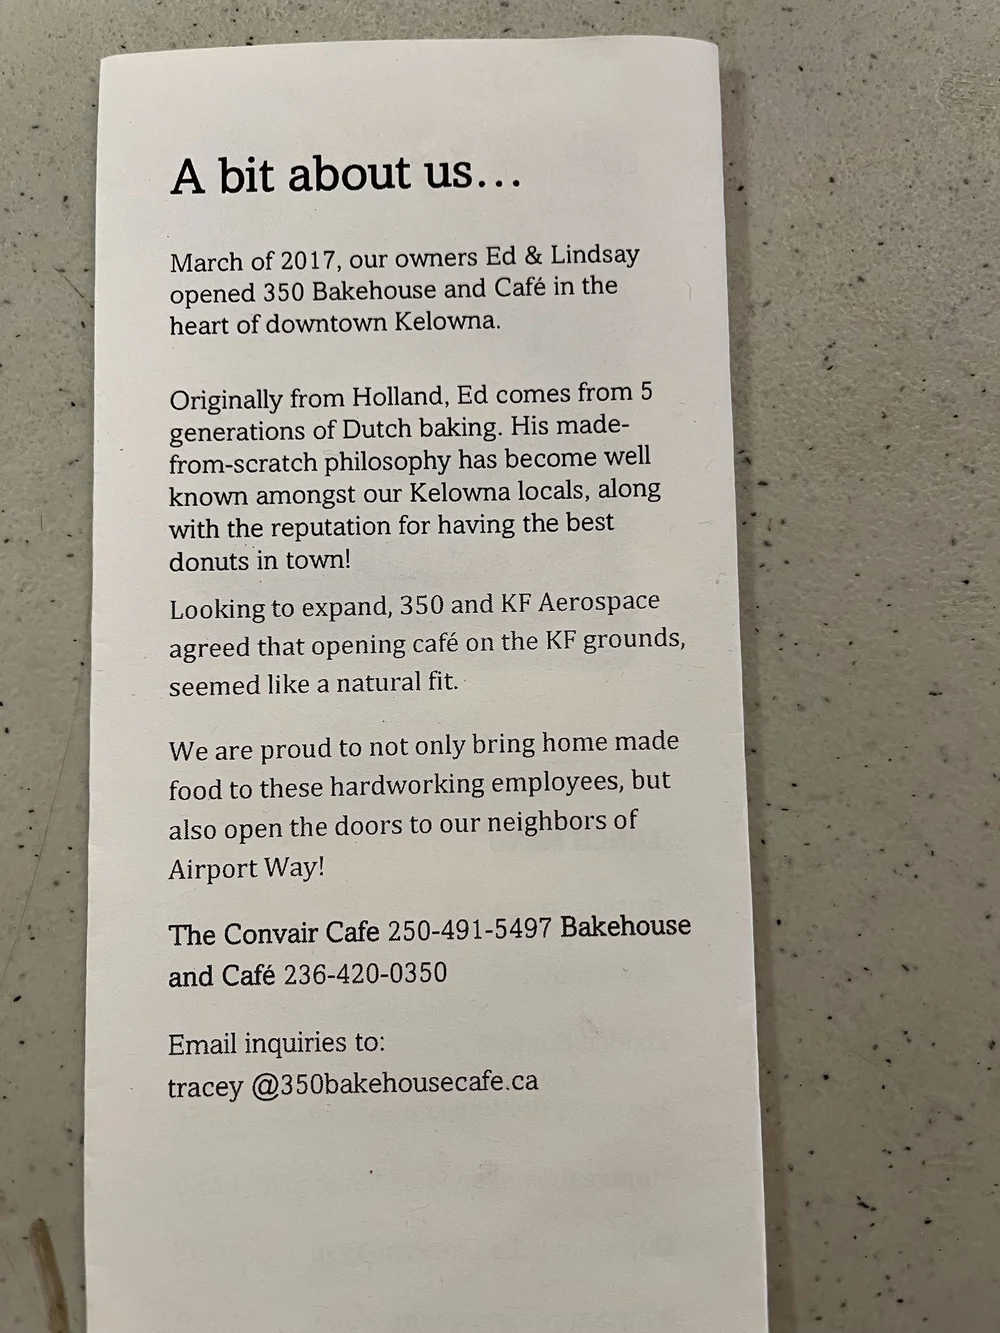 A bit about us...
March of 2017, our owners Ed & Lindsay
opened 350 Bakehouse and Café in the
heart of downtown Kelowna.
Originally from Holland, Ed comes from 5
generations of Dutch baking. His made-
from-scratch philosophy has become well
known amongst our Kelowna locals, along
with the reputation for having the best
donuts in town!
Looking to expand, 350 and KF Aerospace
agreed that opening café on the KF grounds,
seemed like a natural fit.
We are proud to not only bring home made
food to these hardworking employees, but
also open the doors to our neighbors of
Airport Way!
The Convair Cafe 250-491-5497 Bakehouse
and Café 236-420-0350
Email inquiries to:
tracey @350bakehousecafe.ca